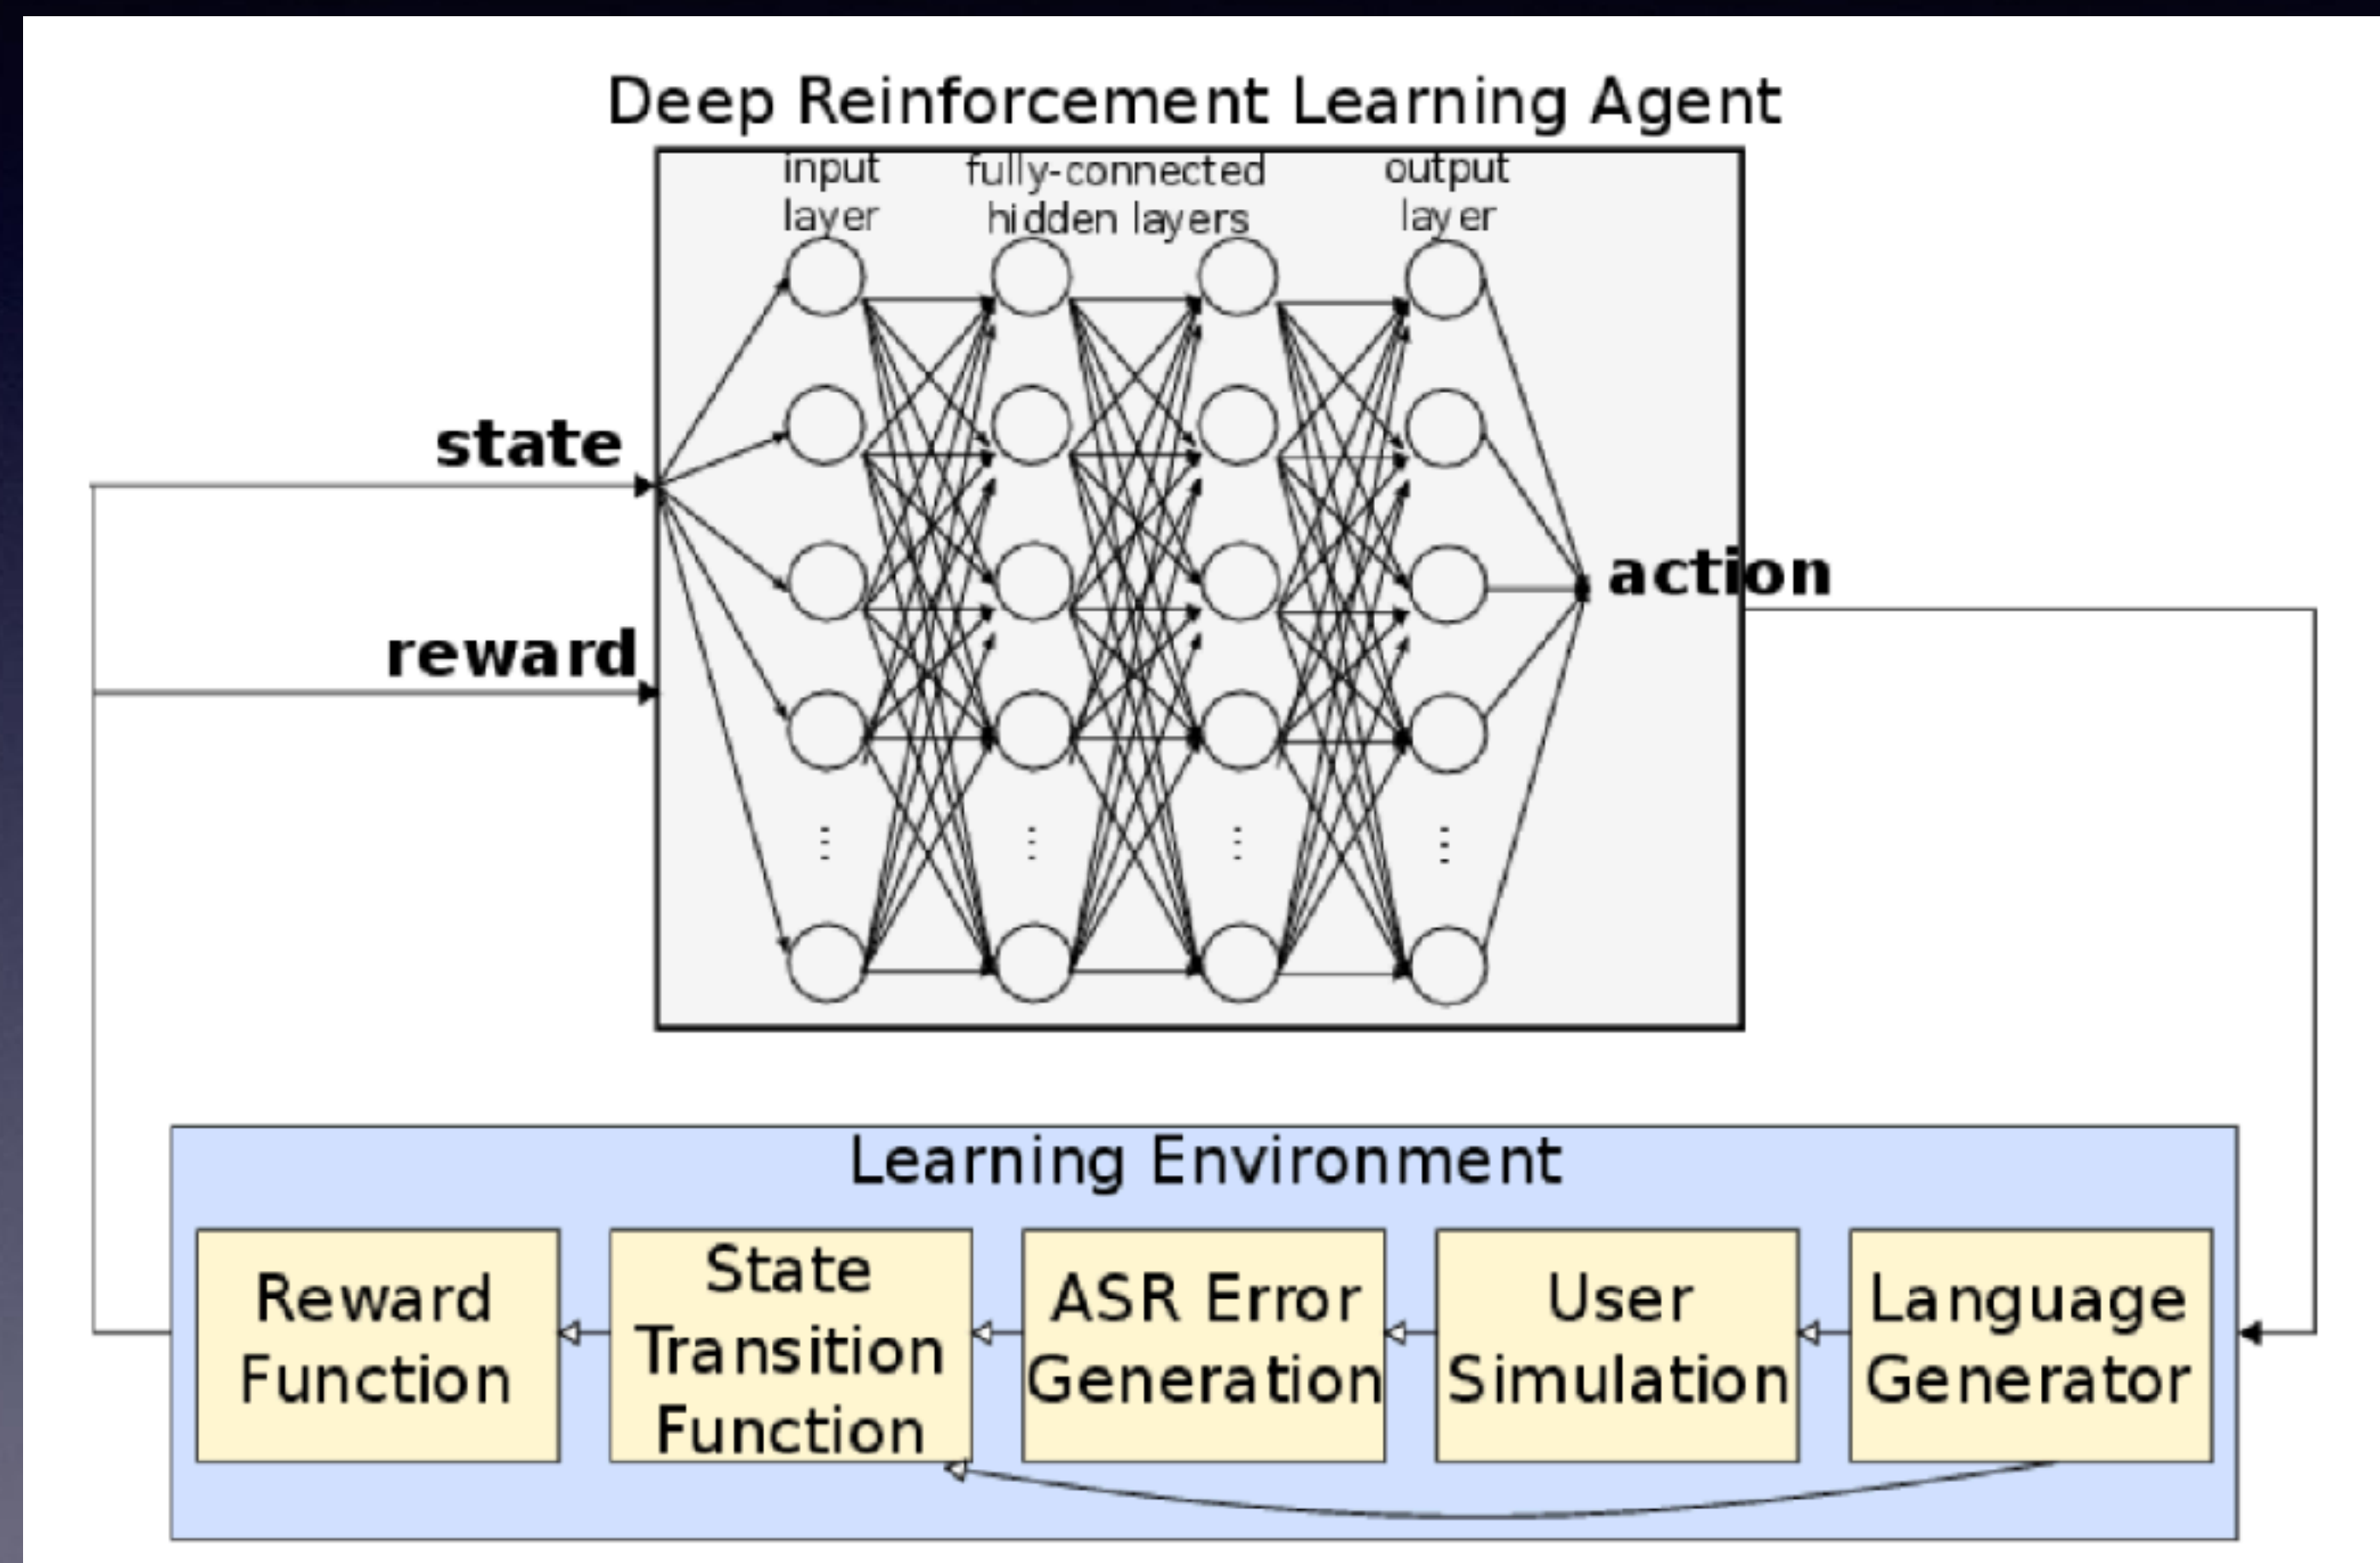 Deep Reinforcement Learning Agent
input
layer
fully-connected
hidden layers
output
layer
state
reward
action
Learning Environment
Reward
Function
State
Transition
Function
ASR Error
Generation
User
Simulation
Language
Generator